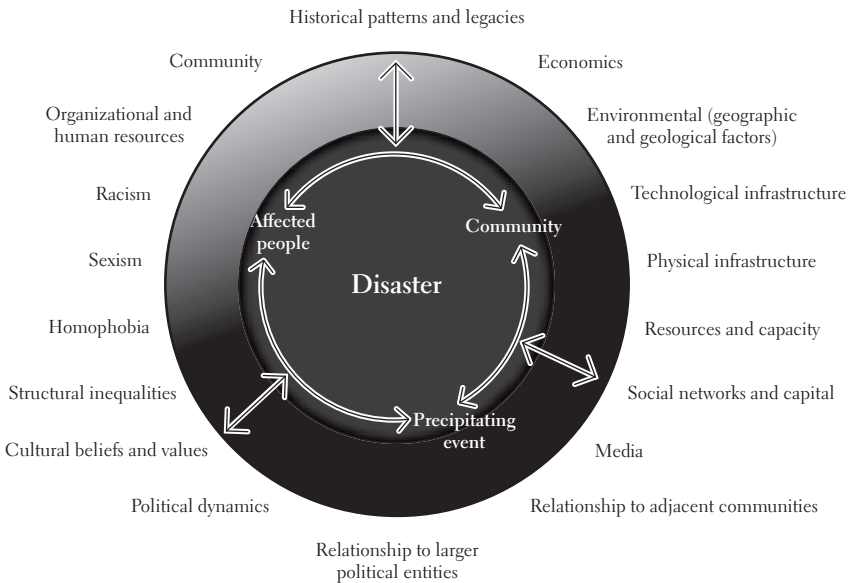 Historical patterns and legacies
Community
Economics
Organizational and
human resources
Environmental (geographic
and geological factors)
Racism
Technological infrastructure
Affected
people
Community
Sexism
Physical infrastructure
Disaster
Homophobia
Resources and capacity
Structural inequalities
Social networks and capital
Precipitating
event
Cultural beliefs and values
Media
Political dynamics
Relationship to adjacent communities
Relationship to larger
political entities